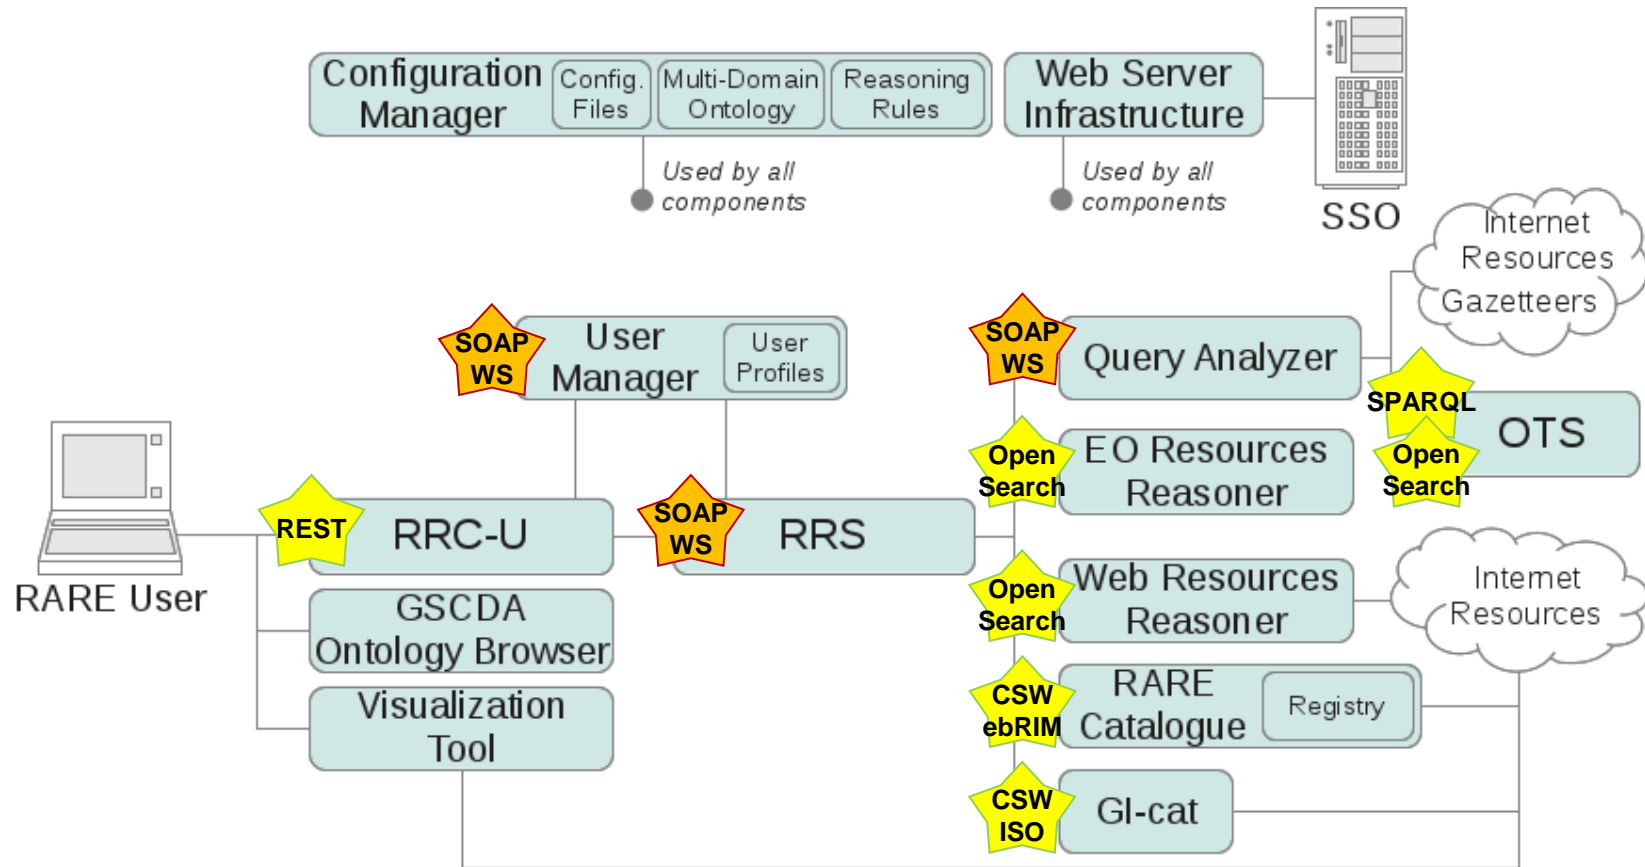 Configuration
Manager
Config.
Files
Multi-Domain
Ontology
Reasoning
Rules
Web Server
Infrastructure
Used by all
components
Used by all
components
SSO
Internet
Resources
Gazetteers
SOAP
WS
User
Manager
User
Profiles
SOAP
WS
Query Analyzer
SPARQL
Open
Search
OTS
Open
Search
EO Resources
Reasoner
RARE User
REST
RRC-U
SOAP
WS
RRS
Open
Search
Web Resources
Reasoner
Internet
Resources
GSCDA
Ontology Browser
CSW
ebRIM
RARE
Catalogue
Registry
Visualization
Tool
CSW
ISO
GI-cat